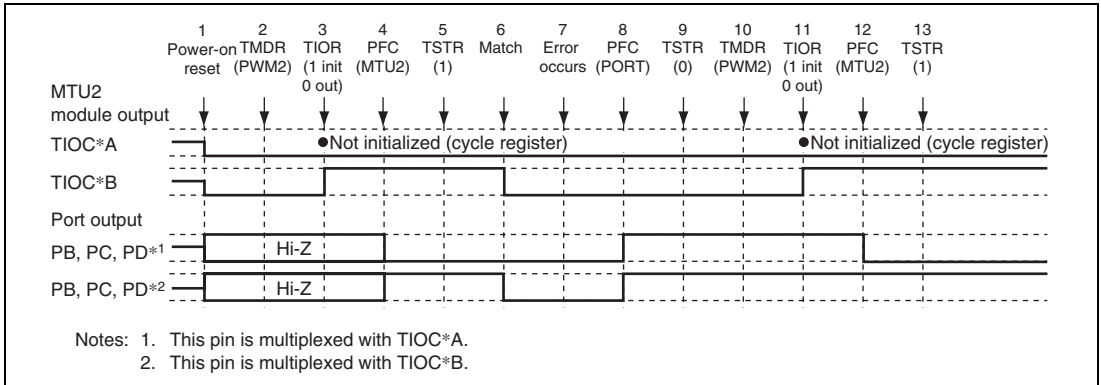 1 2 3 4 5 6 7 8 9 10 11 12 13
Power-on TMDR TIOR PFC TSTR Match Error PFC TSTR TMDR TIOR PFC TSTR
reset (PWM2) (1 init (MTU2) (1) occurs (PORT) (0) (PWM2) (1 init (MTU2) (1)
0 out) 0 out)
MTU2
module output
TIOC*A ●Not initialized (cycle register) ●Not initialized (cycle register)
TIOC*B
Port output
PB, PC, PD*1 Hi-Z
PB, PC, PD*2 Hi-Z
Notes: 1. This pin is multiplexed with TIOC*A.
2. This pin is multiplexed with TIOC*B.